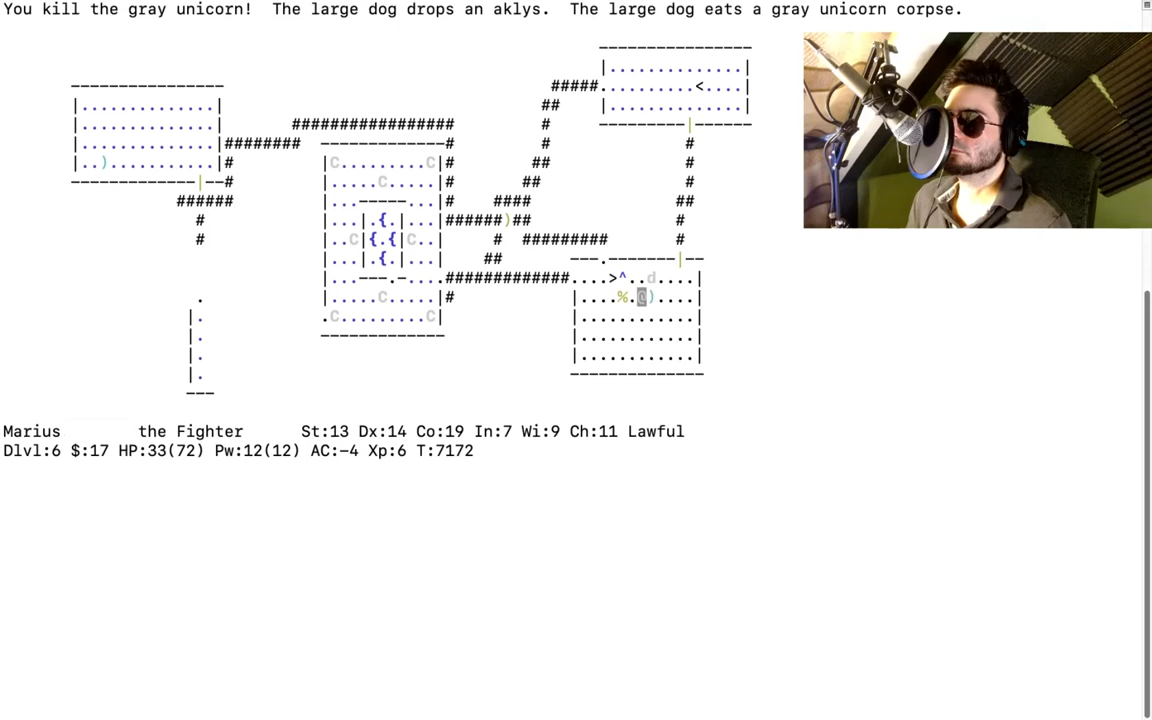 You kill the gray unicorn!  The large dog drops an aklys.  The large dog eats a gray unicorn corpse.
Marius the Fighter St:13 Dx:14 Co:19 In:7 Wi:9 Ch:11 Lawful
Dlvl:6 $:17 HP:33(72) Pw:12(12) AC:-4 Xp:6 T:7172